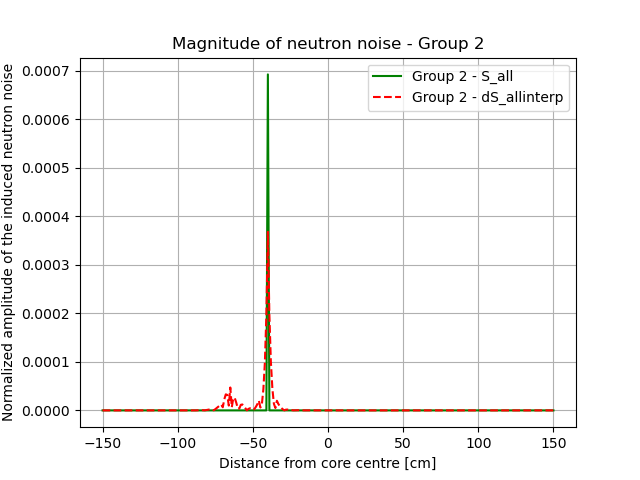 Magnitude of neutron noise - Group 2
Normalized amplitude of the induced neutron noise
0.0007
0.0006
0.0005
0.0004
0.0003
0.0002
0.0001
0.0000
Group 2 - S_all
Group 2 - dS_allinterp
−150 −100 −50 0 50 100 150
Distance from core centre [cm]